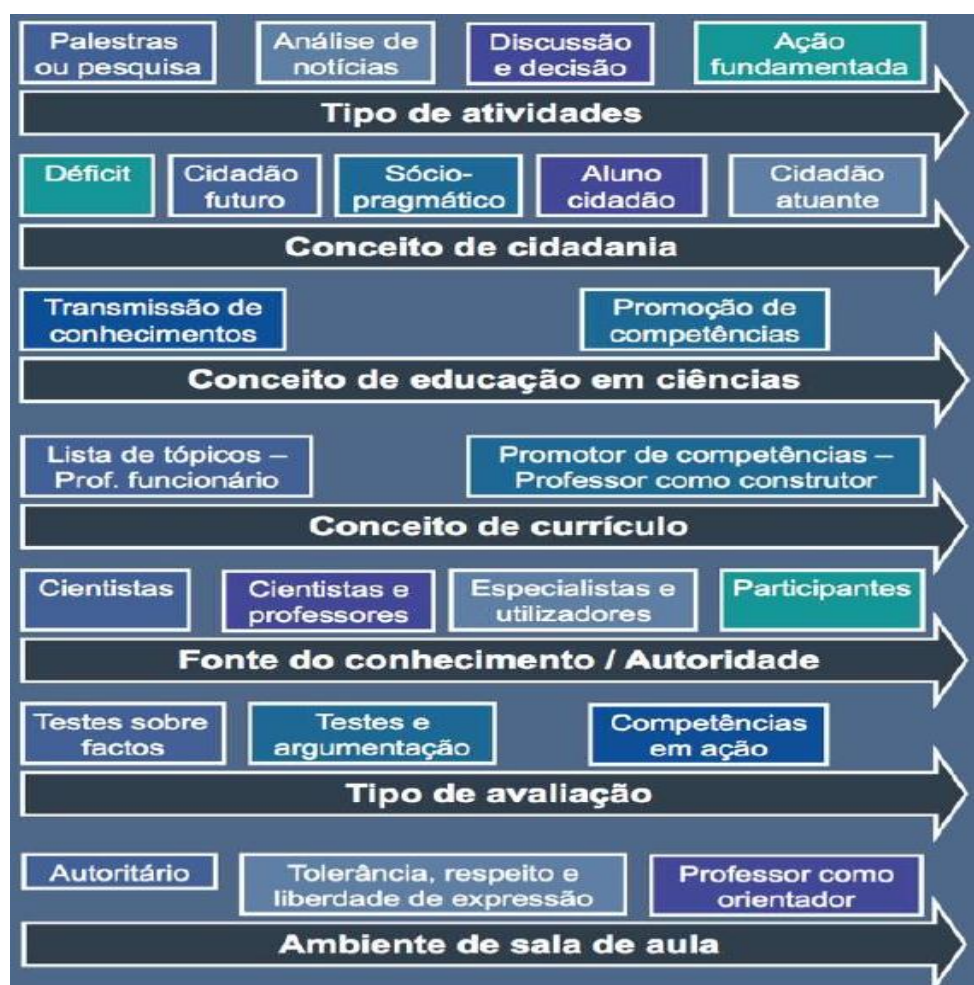 Palestras
ou pesquisa
Análise de
notícias
Discussão
e decisão
Ação
fundamentada
Tipo de atividades
Déficit
Cidadão
futuro
Sócio-
pragmático
Aluno
cidadão
Cidadão
atuante
Conceito de cidadania
Transmissão de
conhecimentos
Promoção de
competências
Conceito de educação em ciências
Lista de tópicos –
Prof. funcionário
Promotor de competências –
Professor como construtor
Conceito de currículo
Cientistas
Cientistas e
professores
Especialistas e
utilizadores
Participantes
Fonte do conhecimento / Autoridade
Testes sobre
factos
Testes e
argumentação
Competências
em ação
Tipo de avaliação
Autoritário
Tolerância, respeito e
liberdade de expressão
Professor como
orientador
Ambiente de sala de aula